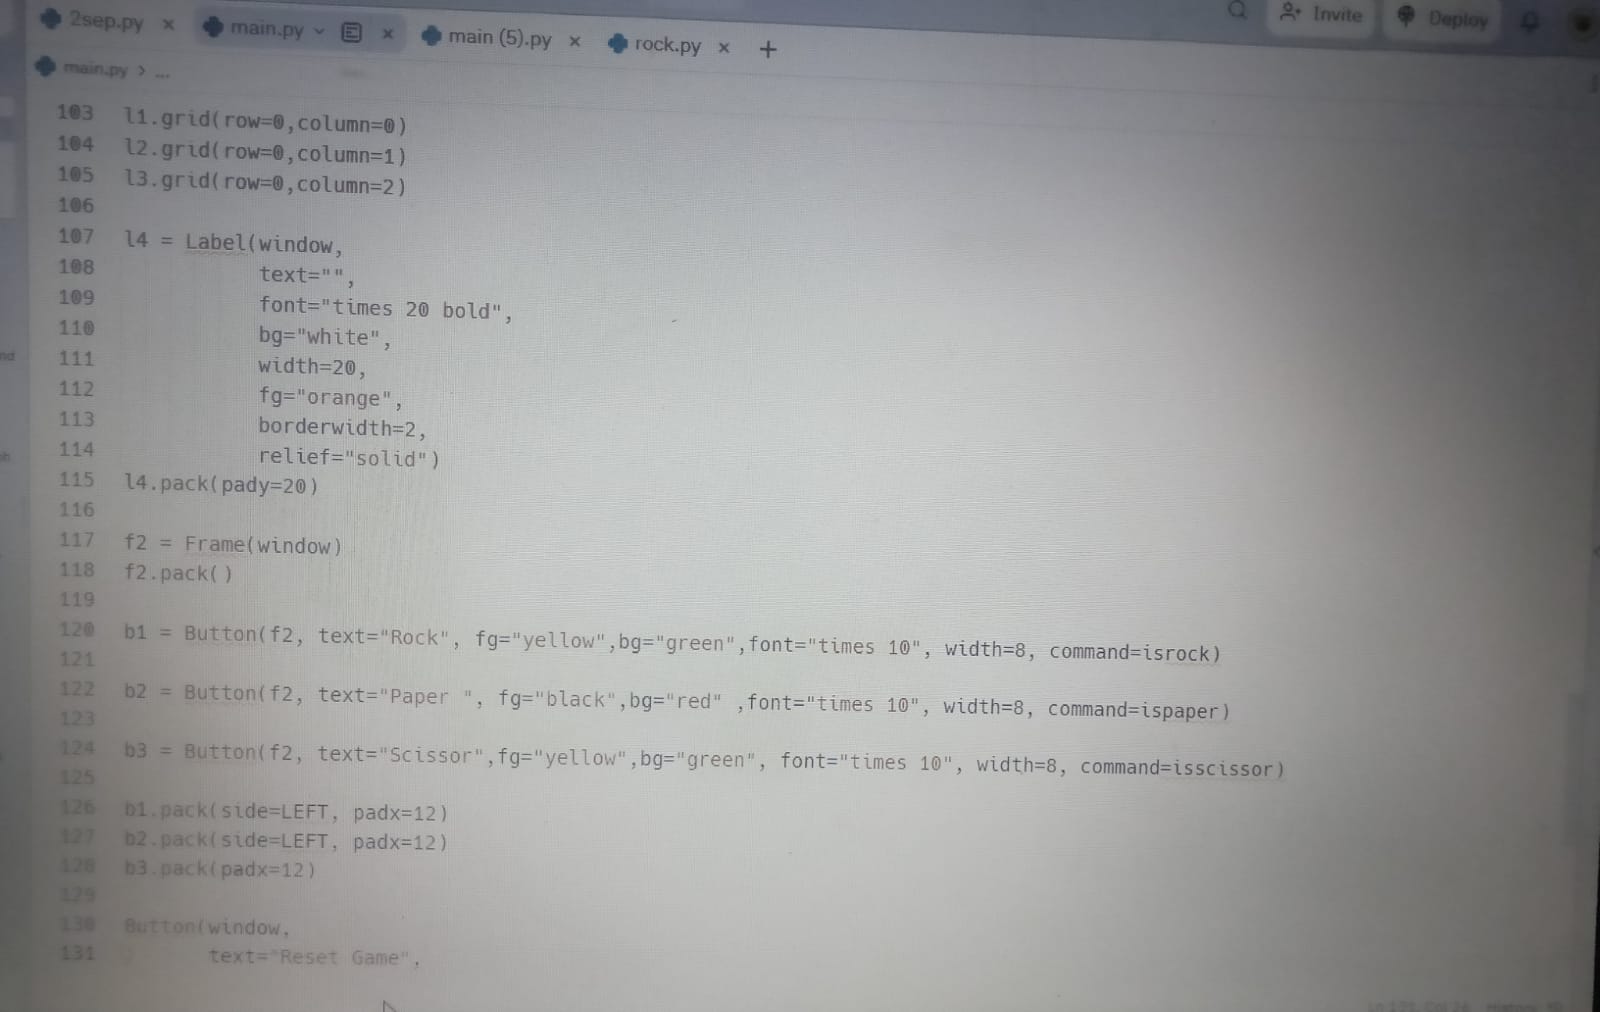 2sep.py × main.py × main (5).py × rock.py × +
Invite Deploy
main.py > ...
103 l1.grid(row=0,column=0)
104 l2.grid(row=0,column=1)
105 l3.grid(row=0,column=2)
106
107 l4 = Label(window,
108 text="",
109 font="times 20 bold",
110 bg="white",
111 width=20,
112 fg="orange",
113 borderwidth=2,
114 relief="solid")
115 l4.pack(pady=20)
116
117 f2 = Frame(window)
118 f2.pack()
119
120 b1 = Button(f2, text="Rock", fg="yellow",bg="green",font="times 10", width=8, command=isrock)
121
122 b2 = Button(f2, text="Paper ", fg="black",bg="red" ,font="times 10", width=8, command=ispaper)
123
124 b3 = Button(f2, text="Scissor",fg="yellow",bg="green", font="times 10", width=8, command=isscissor)
125
126 b1.pack(side=LEFT, padx=12)
127 b2.pack(side=LEFT, padx=12)
128 b3.pack(padx=12)
129
130 Button(window,
131 text="Reset Game",